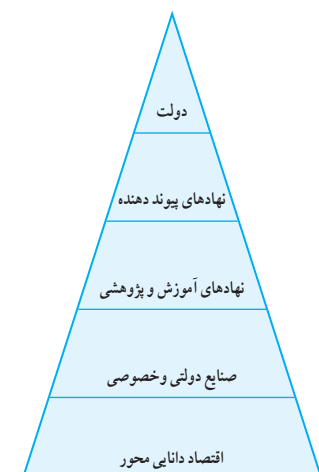 دولت
نهادهای پیوند دهنده
نهادهای آموزش و پژوهشی
صنایع دولتی وخصوصی
اقتصاد دانایی محور